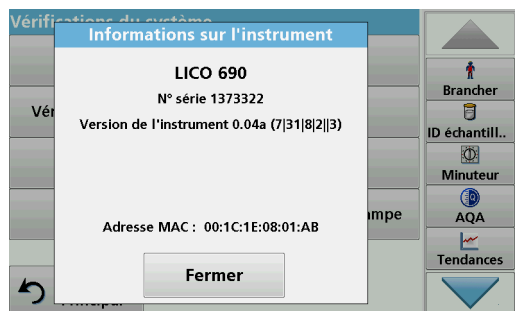 Vérifications du système
Informations sur l'instrument
LICO 690
N° série 1373322
Version de l'instrument 0.04a (7|31|8|2||3)
Adresse MAC : 00:1C:1E:08:01:AB
Fermer
Brancher
ID échantill..
Minuteur
AQA
Tendances
Principal